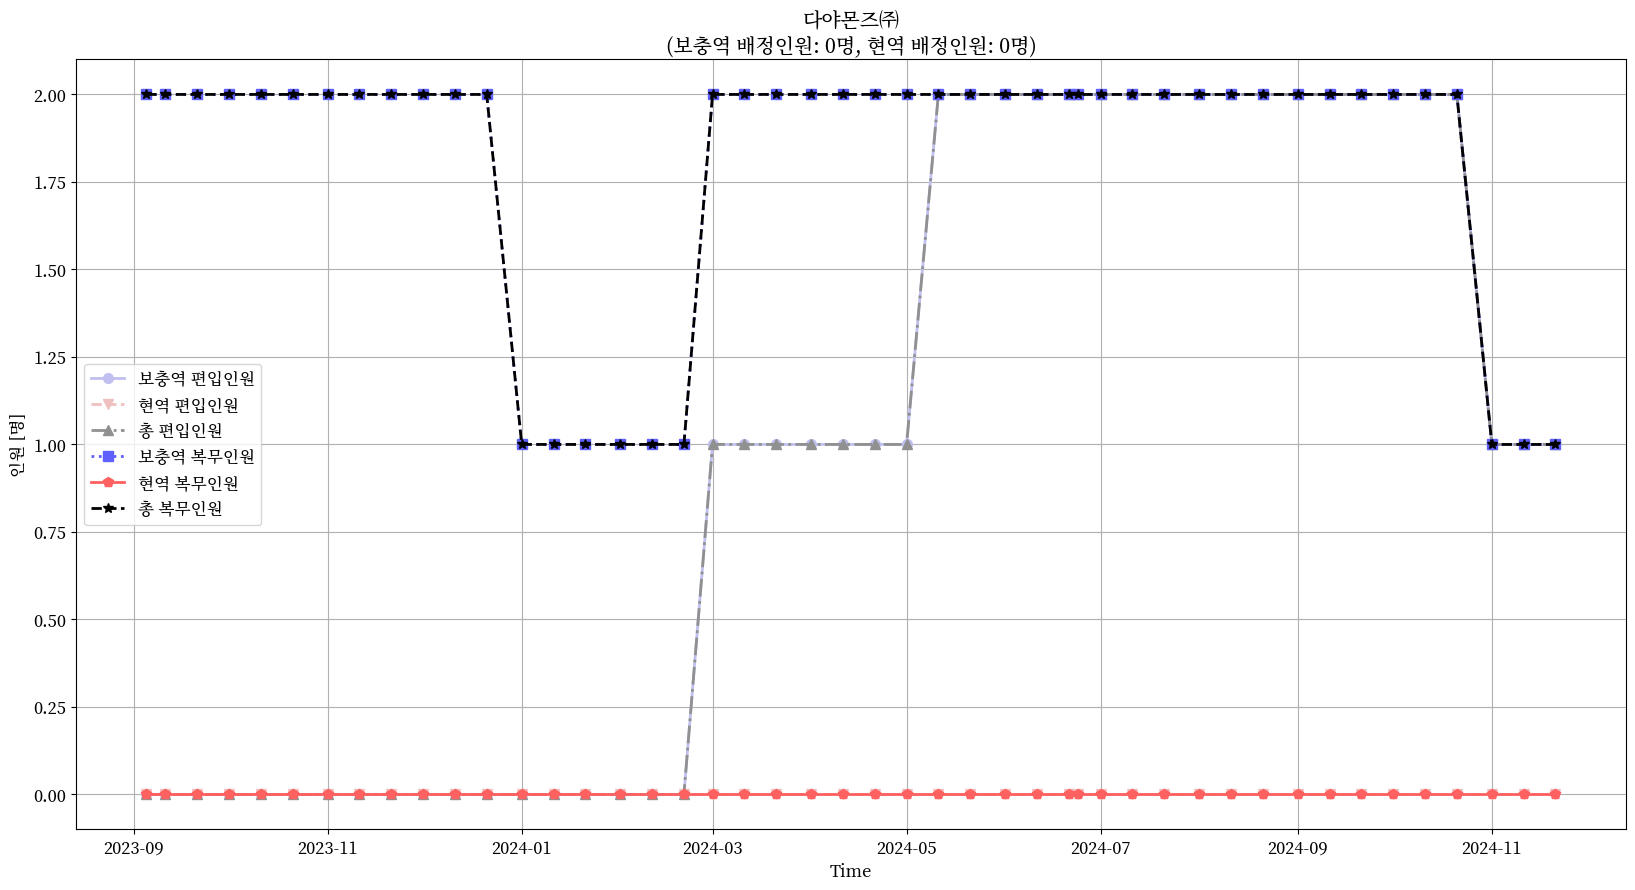 다야몬즈㈜
(보충역 배정인원: 0명, 현역 배정인원: 0명)
2.00
1.75
1.50
1.25
1.00
0.75
0.50
0.25
0.00
인원 [명]
보충역 편입인원
현역 편입인원
총 편입인원
보충역 복무인원
현역 복무인원
총 복무인원
2023-09
2023-11
2024-01
2024-03
2024-05
2024-07
2024-09
2024-11
Time